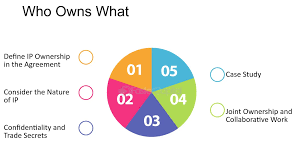 Who Owns What
Define IP Ownership
in the Agreement
Consider the Nature
of IP
Confidentiality and
Trade Secrets
01
05
02
04
03
Case Study
Joint Ownership and
Collaborative Work